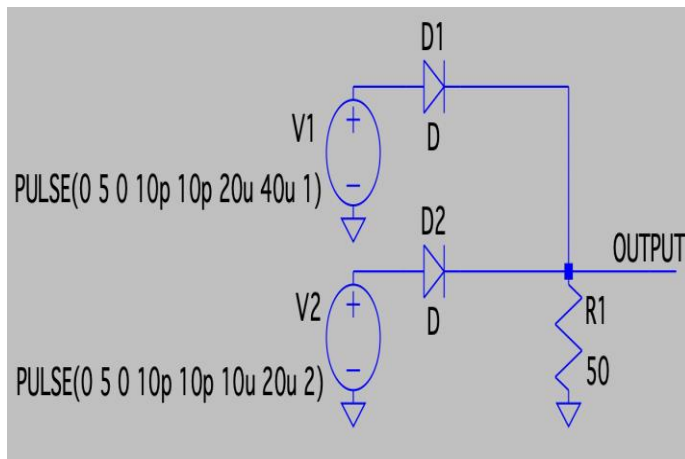 D1
V1
D
PULSE(0 5 0 10p 10p 20u 40u 1)
D2
OUTPUT
V2
D
R1
PULSE(0 5 0 10p 10p 10u 20u 2)
50